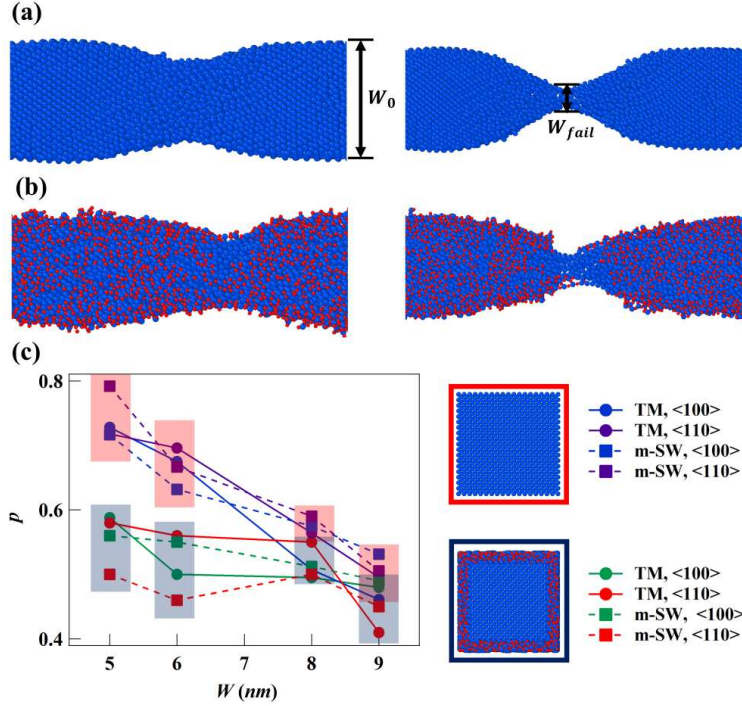 (a)
W₀
W_fail
(b)
(c)
0.8
0.6
0.4
p
5
6
7
8
9
W (nm)
TM, <100>
TM, <110>
m-SW, <100>
m-SW, <110>
TM, <100>
TM, <110>
m-SW, <100>
m-SW, <110>